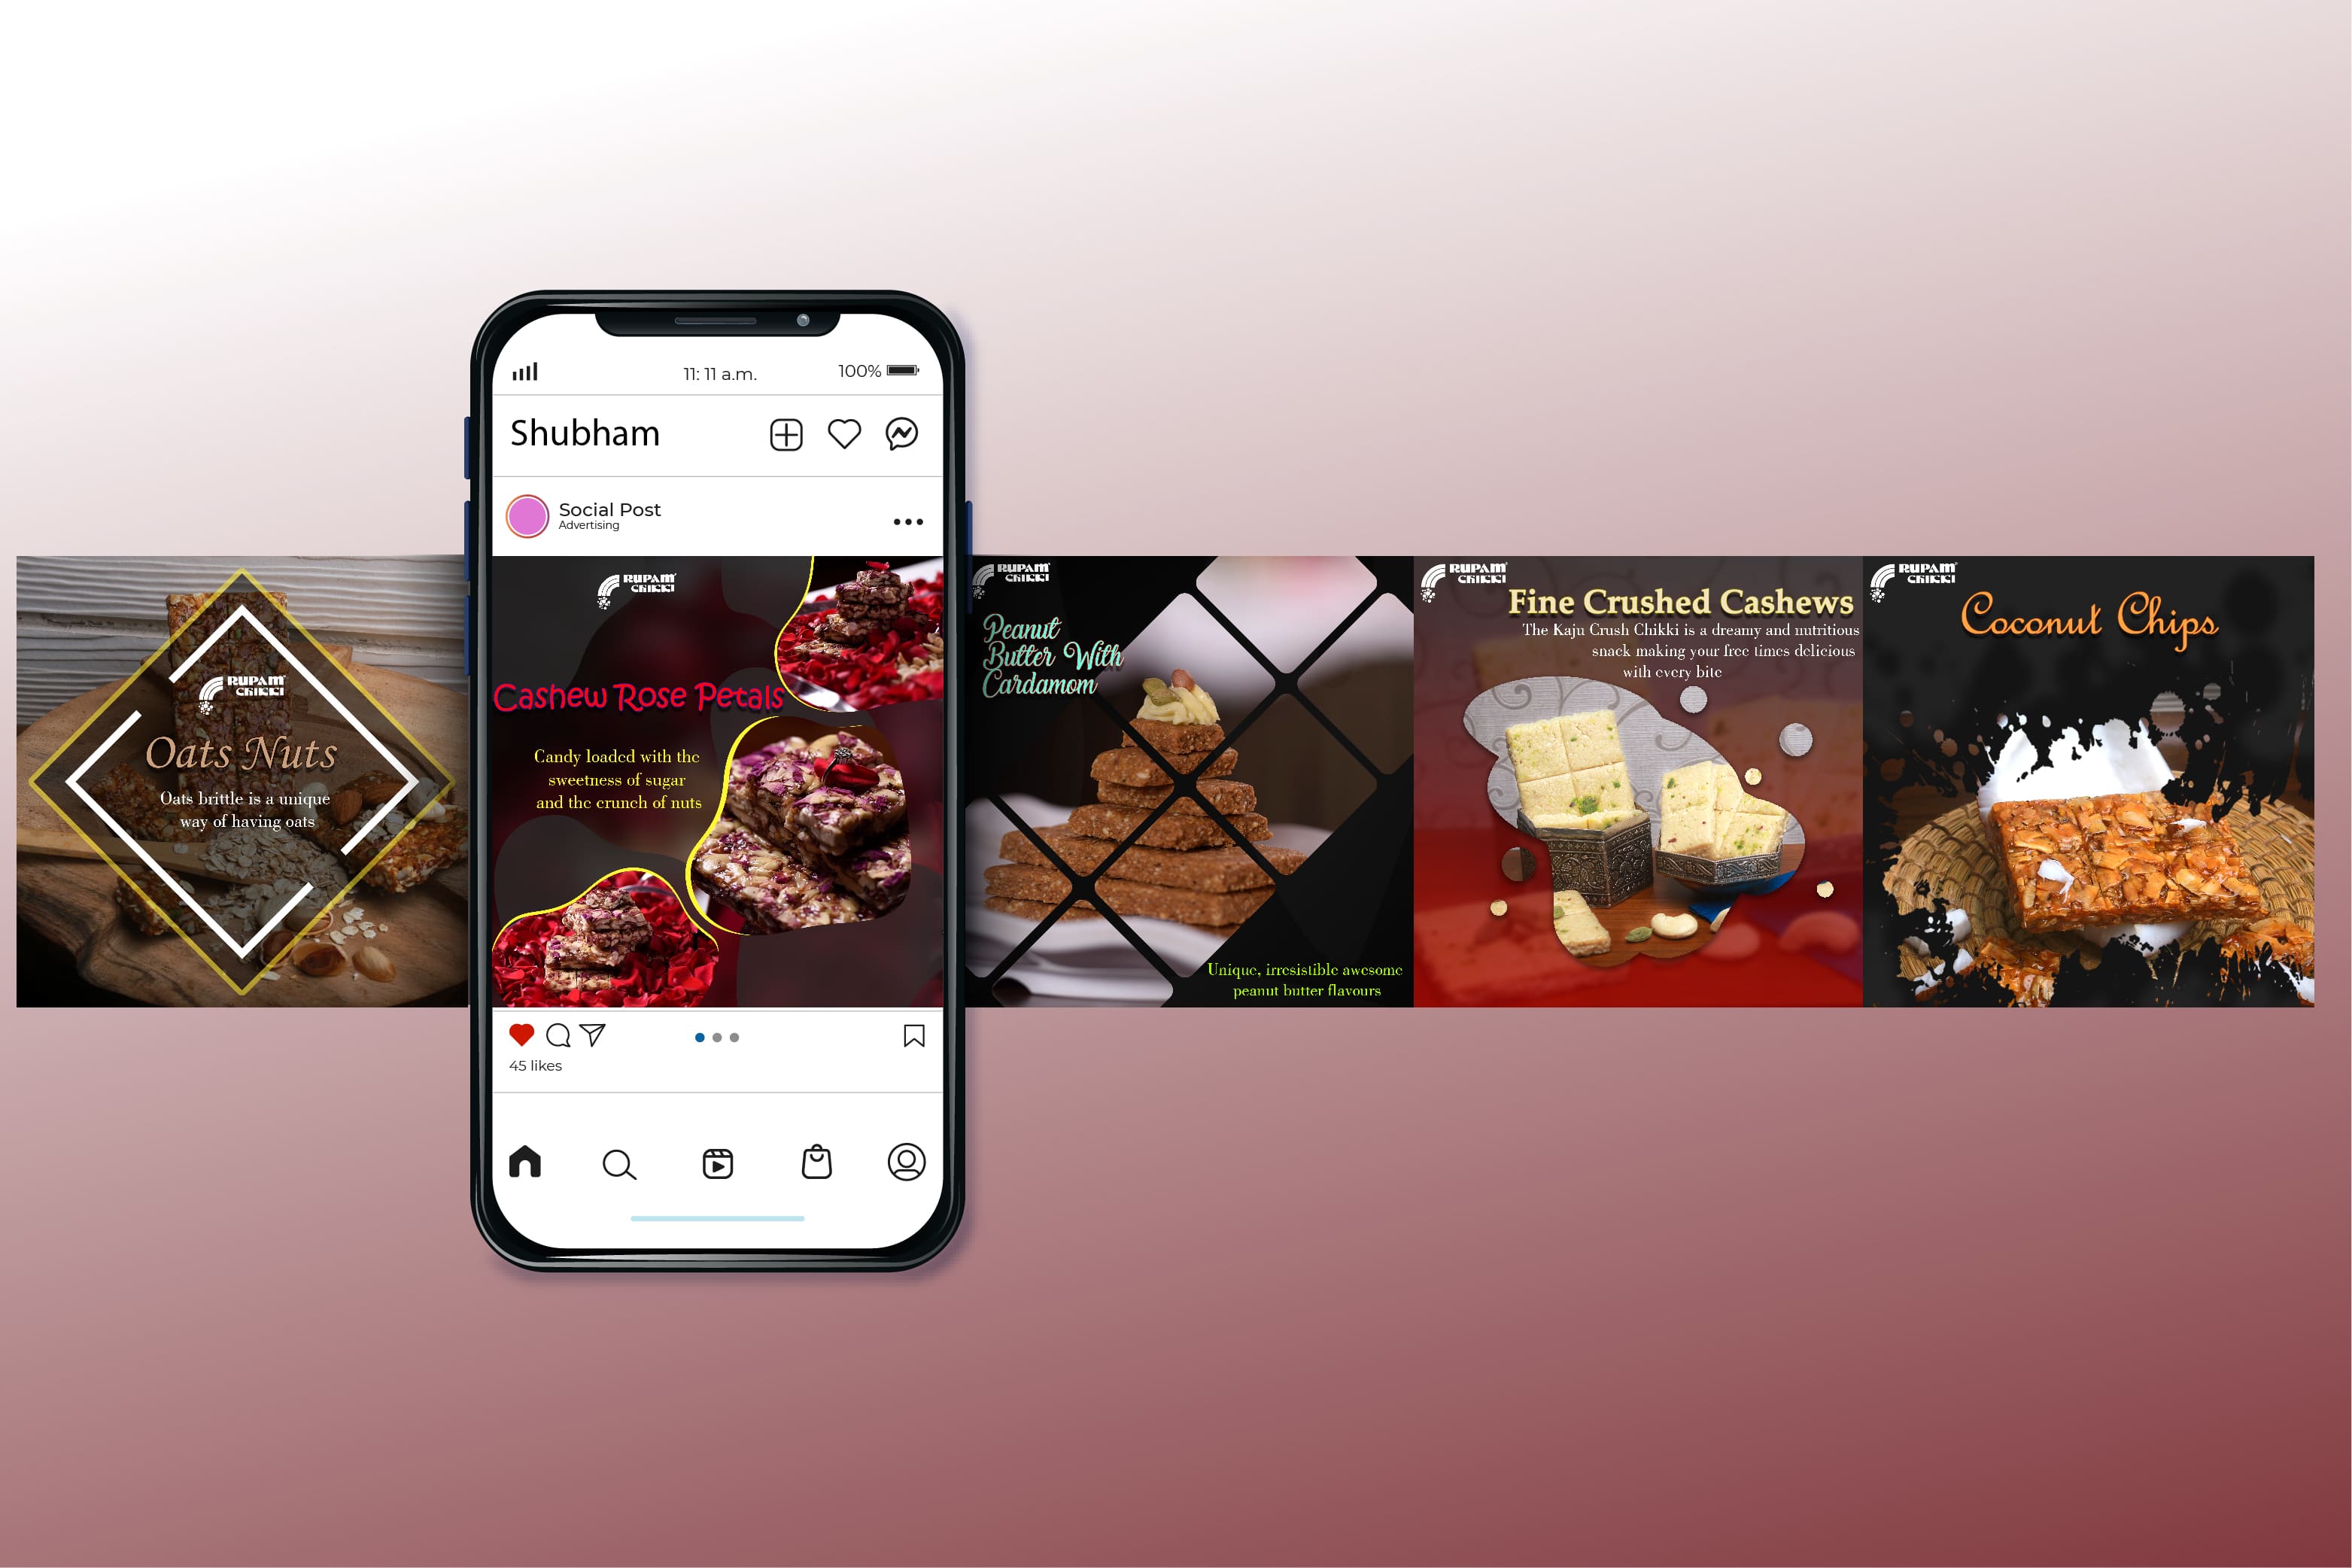 11: 11 a.m.
100%
Shubham
Social Post
Advertising
RUPAM
CHIKKI
Oats Nuts
Oats brittle is a unique
way of having oats
RUPAM
CHIKKI
Cashew Rose Petals
Candy loaded with the
sweetness of sugar
and the crunch of nuts
45 likes
RUPAM
CHIKKI
Peanut
Butter With
Cardamom
Unique, irresistible awesome
peanut butter flavours
RUPAM
CHIKKI
Fine Crushed Cashews
The Kaju Crush Chikki is a dreamy and nutritious
snack making your free times delicious
with every bite
RUPAM
CHIKKI
Coconut Chips